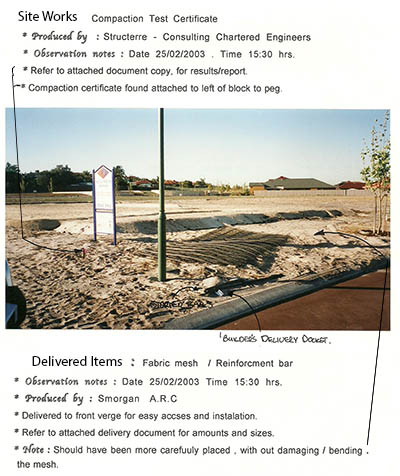 Site Works Compaction Test Certificate
* Produced by : Structerre - Consulting Chartered Engineers
* Observation notes : Date 25/02/2003 . Time 15:30 hrs.
* Refer to attached document copy, for results/report.
* Compaction certificate found attached to left of block to peg.
'BUILDER'S DELIVERY DOCKET.
Delivered Items : Fabric mesh / Reinforcment bar
* Observation notes : Date 25/02/2003 Time 15:30 hrs.
* Produced by : Smorgan A.R.C
* Delivered to front verge for easy accses and instalation.
* Refer to attached delivery document for amounts and sizes.
* Note : Should have been more carefuuly placed , with out damaging / bending .
the mesh.